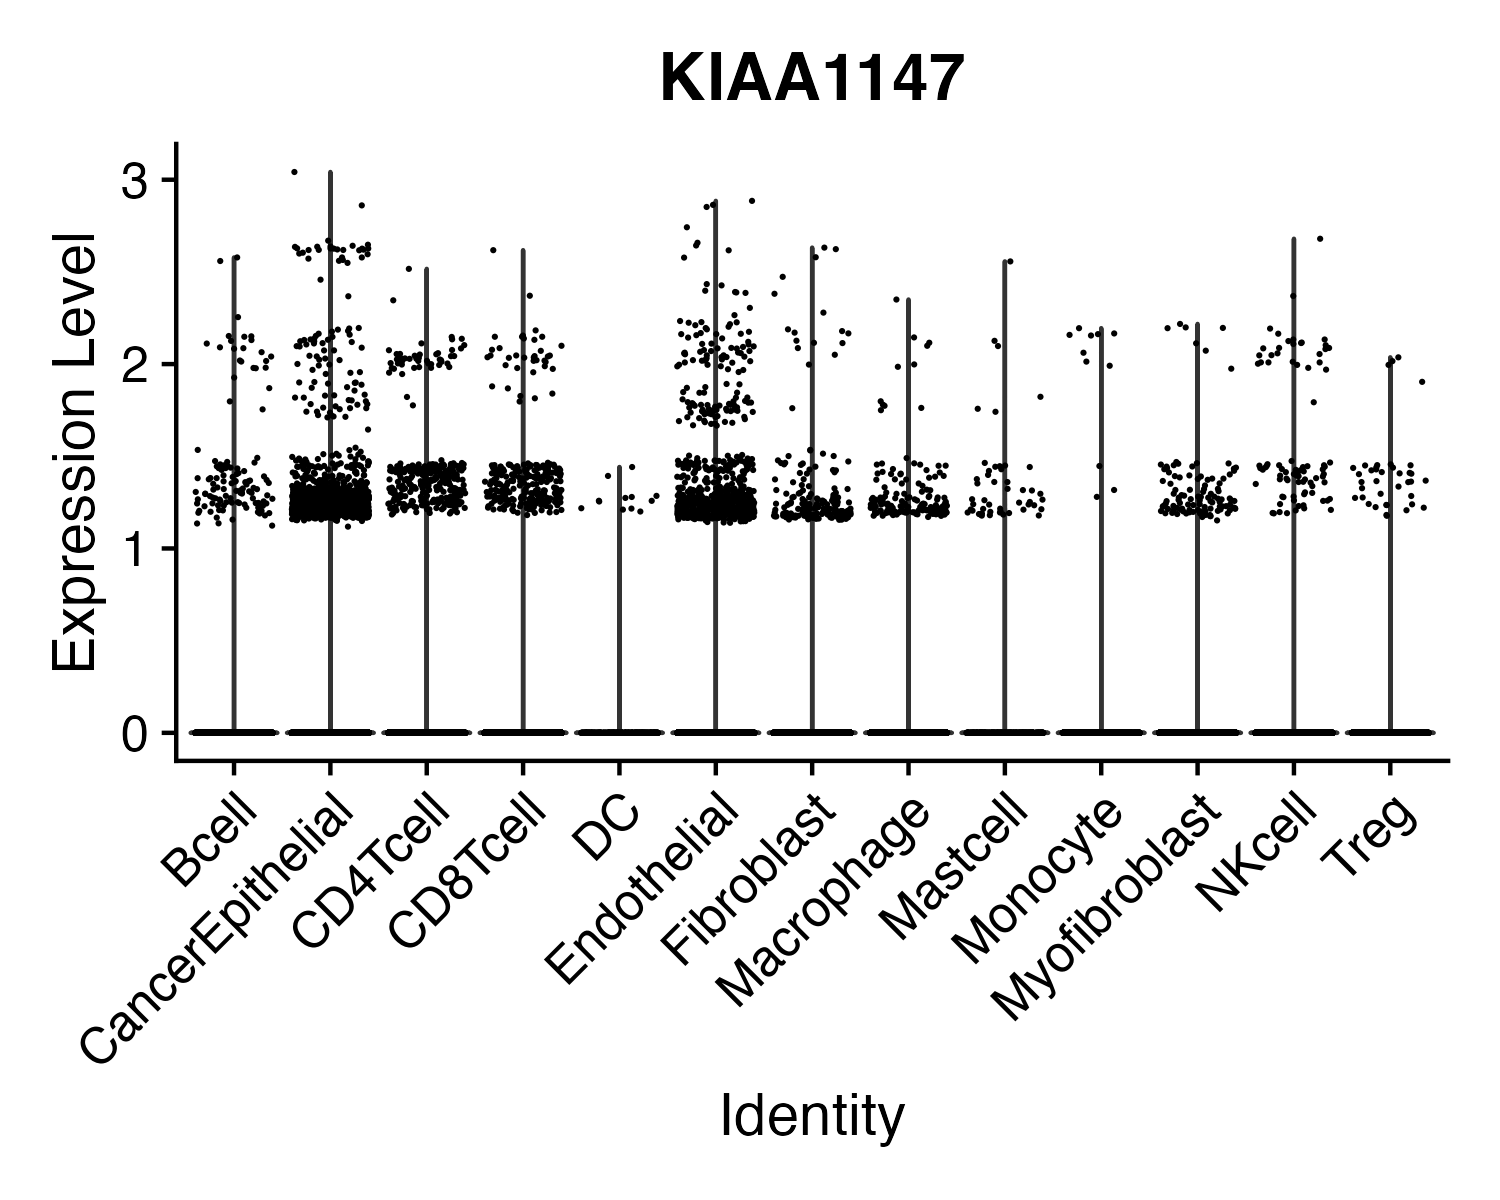 KIAA1147
Expression Level
3
2
1
0
Bcell
CancerEpithelial
CD4Tcell
CD8Tcell
DC
Endothelial
Fibroblast
Macrophage
Mastcell
Monocyte
Myofibroblast
NKcell
Treg
Identity